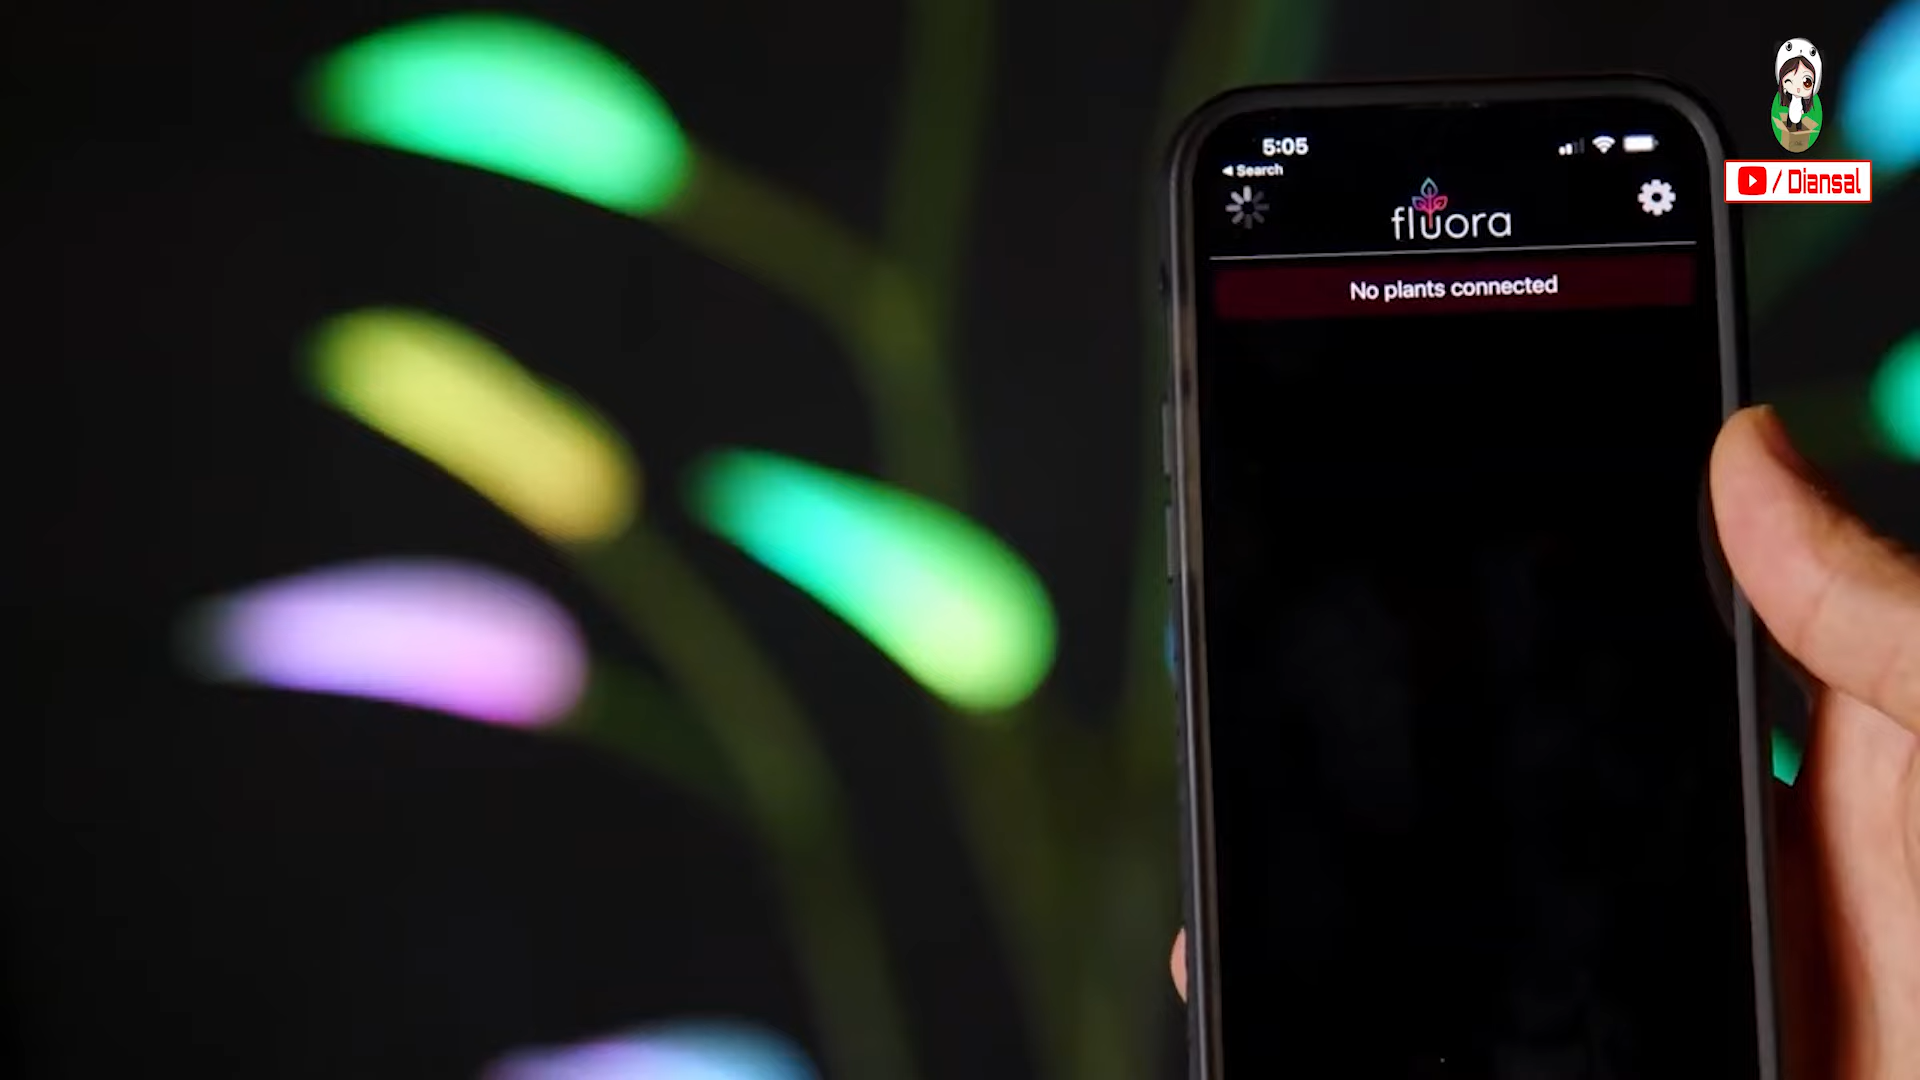 5:05
Search
fluora
No plants connected
/ Diansal